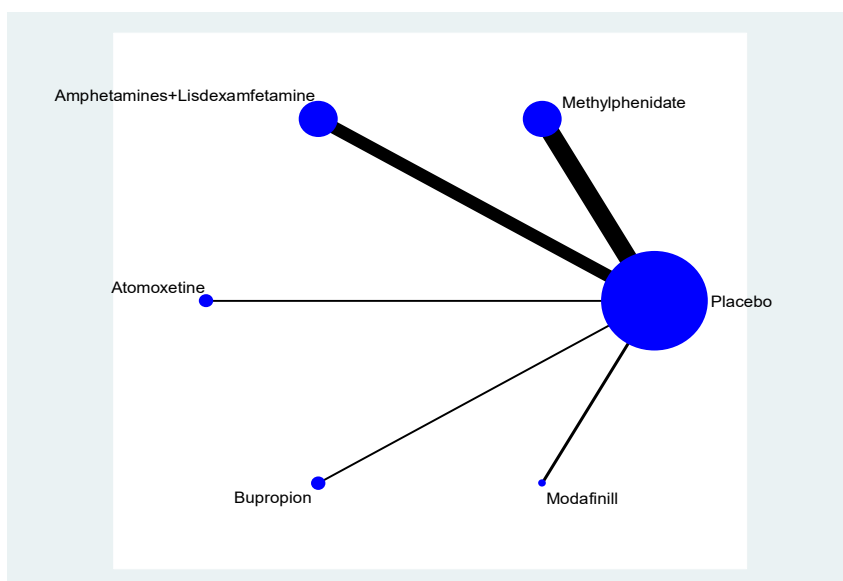 Amphetamines+Lisdexamfetamine
Methylphenidate
Atomoxetine
Placebo
Bupropion
Modafinill